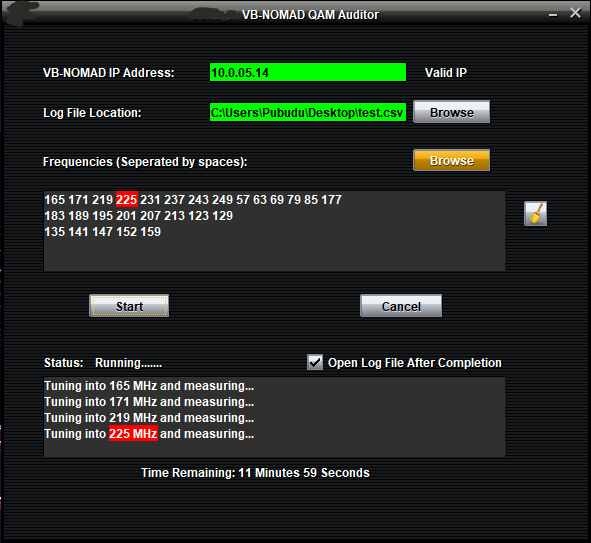 VB-NOMAD QAM Auditor
VB-NOMAD IP Address: 10.0.05.14 Valid IP
Log File Location: C:\Users\Pubudu\Desktop\test.csv Browse
Frequencies (Seperated by spaces): Browse
165 171 219 225 231 237 243 249 57 63 69 79 85 177
183 189 195 201 207 213 123 129
135 141 147 152 159
Start Cancel
Status: Running....... Open Log File After Completion
Tuning into 165 MHz and measuring...
Tuning into 171 MHz and measuring...
Tuning into 219 MHz and measuring...
Tuning into 225 MHz and measuring...
Time Remaining: 11 Minutes 59 Seconds